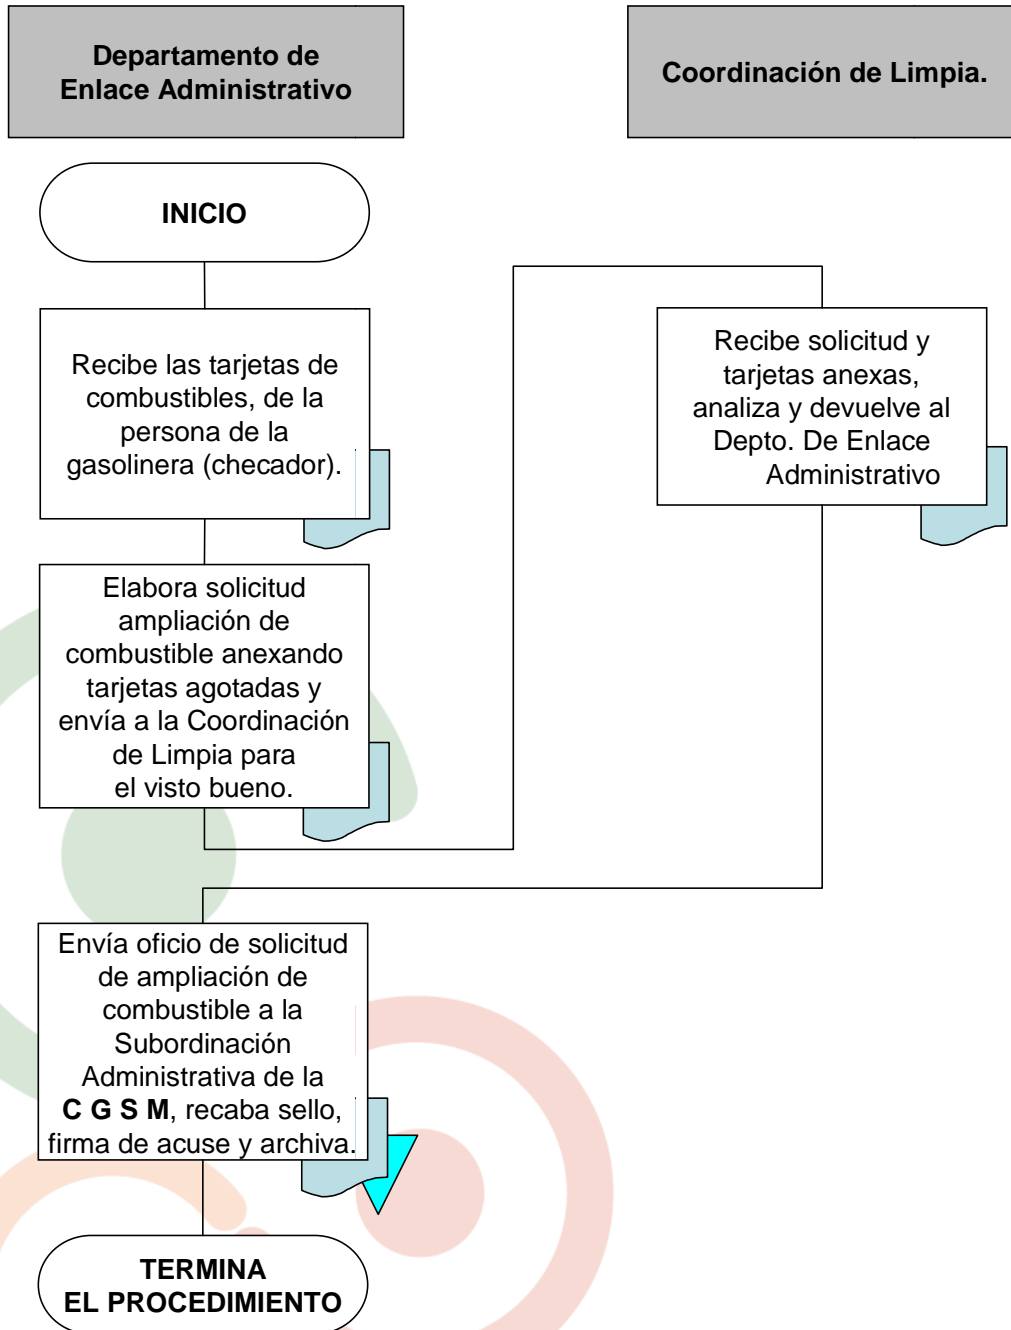 Departamento de
Enlace Administrativo
Coordinación de Limpia.
INICIO
Recibe las tarjetas de
combustibles, de la
persona de la
gasolinera (checador).
Elabora solicitud
ampliación de
combustible anexando
tarjetas agotadas y
envía a la Coordinación
de Limpia para
el visto bueno.
Recibe solicitud y
tarjetas anexas,
analiza y devuelve al
Depto. De Enlace
Administrativo
Envía oficio de solicitud
de ampliación de
combustible a la
Subordinación
Administrativa de la
C G S M, recaba sello,
firma de acuse y archiva.
TERMINA
EL PROCEDIMIENTO